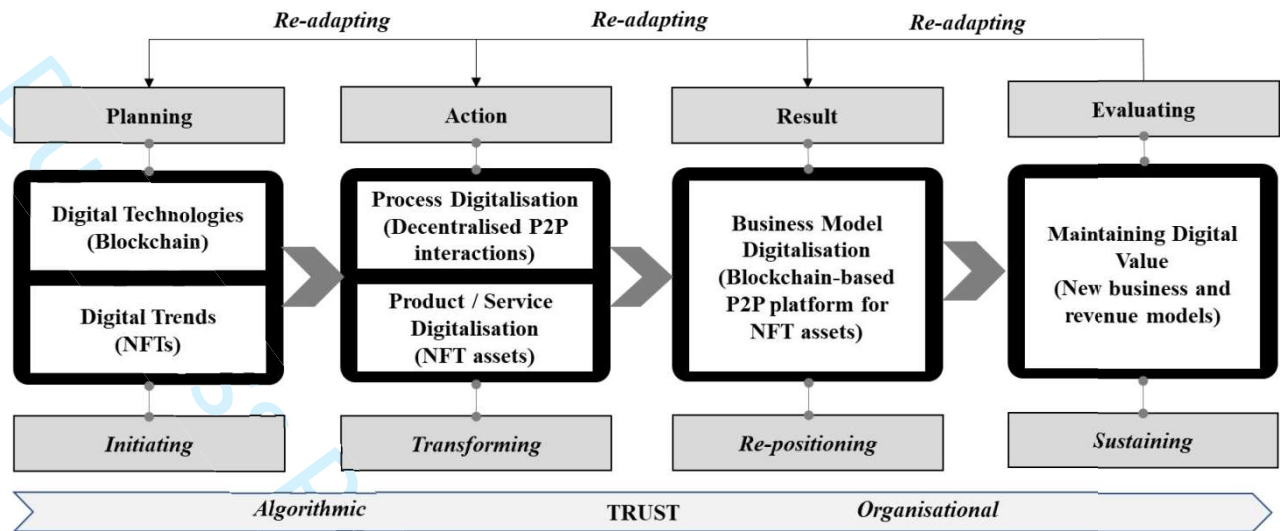 Re-adapting Re-adapting Re-adapting
Planning
Action
Result
Evaluating
Digital Technologies
(Blockchain)
Digital Trends
(NFTs)
Process Digitalisation
(Decentralised P2P
interactions)
Product / Service
Digitalisation
(NFT assets)
Business Model
Digitalisation
(Blockchain-based
P2P platform for
NFT assets)
Maintaining Digital
Value
(New business and
revenue models)
Initiating
Transforming
Re-positioning
Sustaining
Algorithmic TRUST Organisational